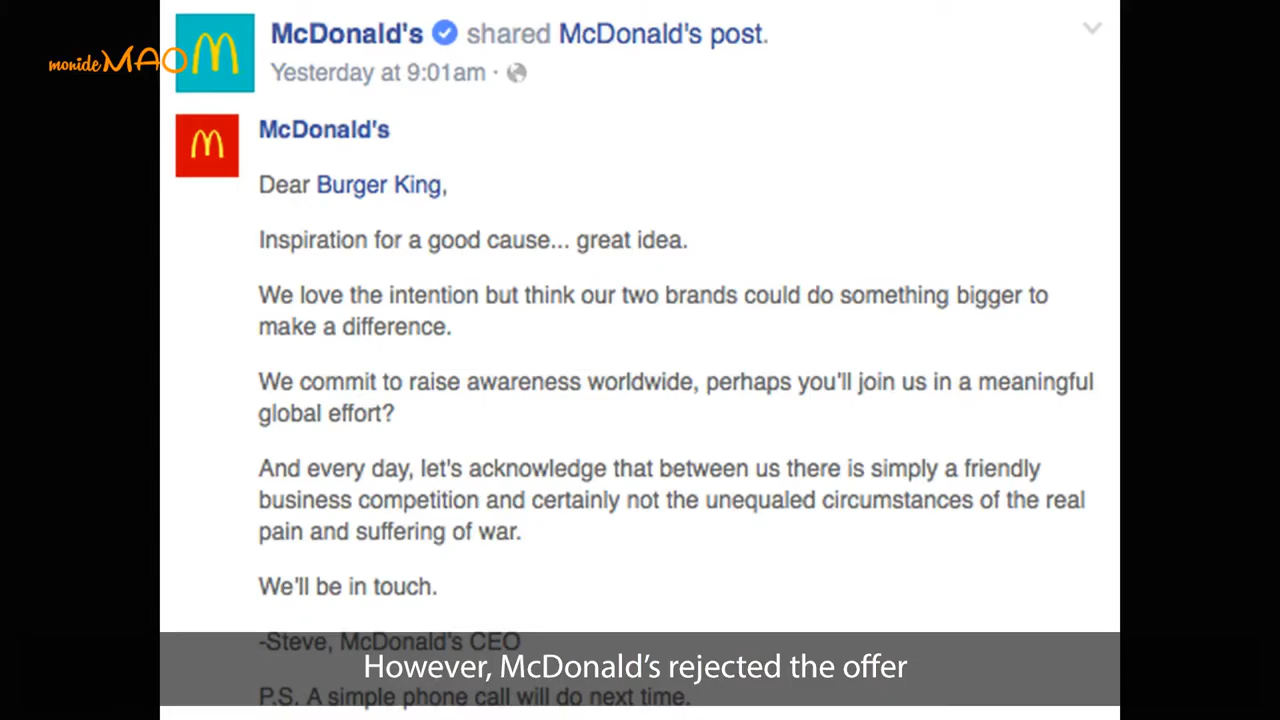 monideMAO
McDonald's shared McDonald's post.
Yesterday at 9:01am ·
McDonald's
Dear Burger King,
Inspiration for a good cause... great idea.
We love the intention but think our two brands could do something bigger to
make a difference.
We commit to raise awareness worldwide, perhaps you'll join us in a meaningful
global effort?
And every day, let's acknowledge that between us there is simply a friendly
business competition and certainly not the unequaled circumstances of the real
pain and suffering of war.
We'll be in touch.
-Steve, McDonald's CEO
However, McDonald's rejected the offer
P.S. A simple phone call will do next time.